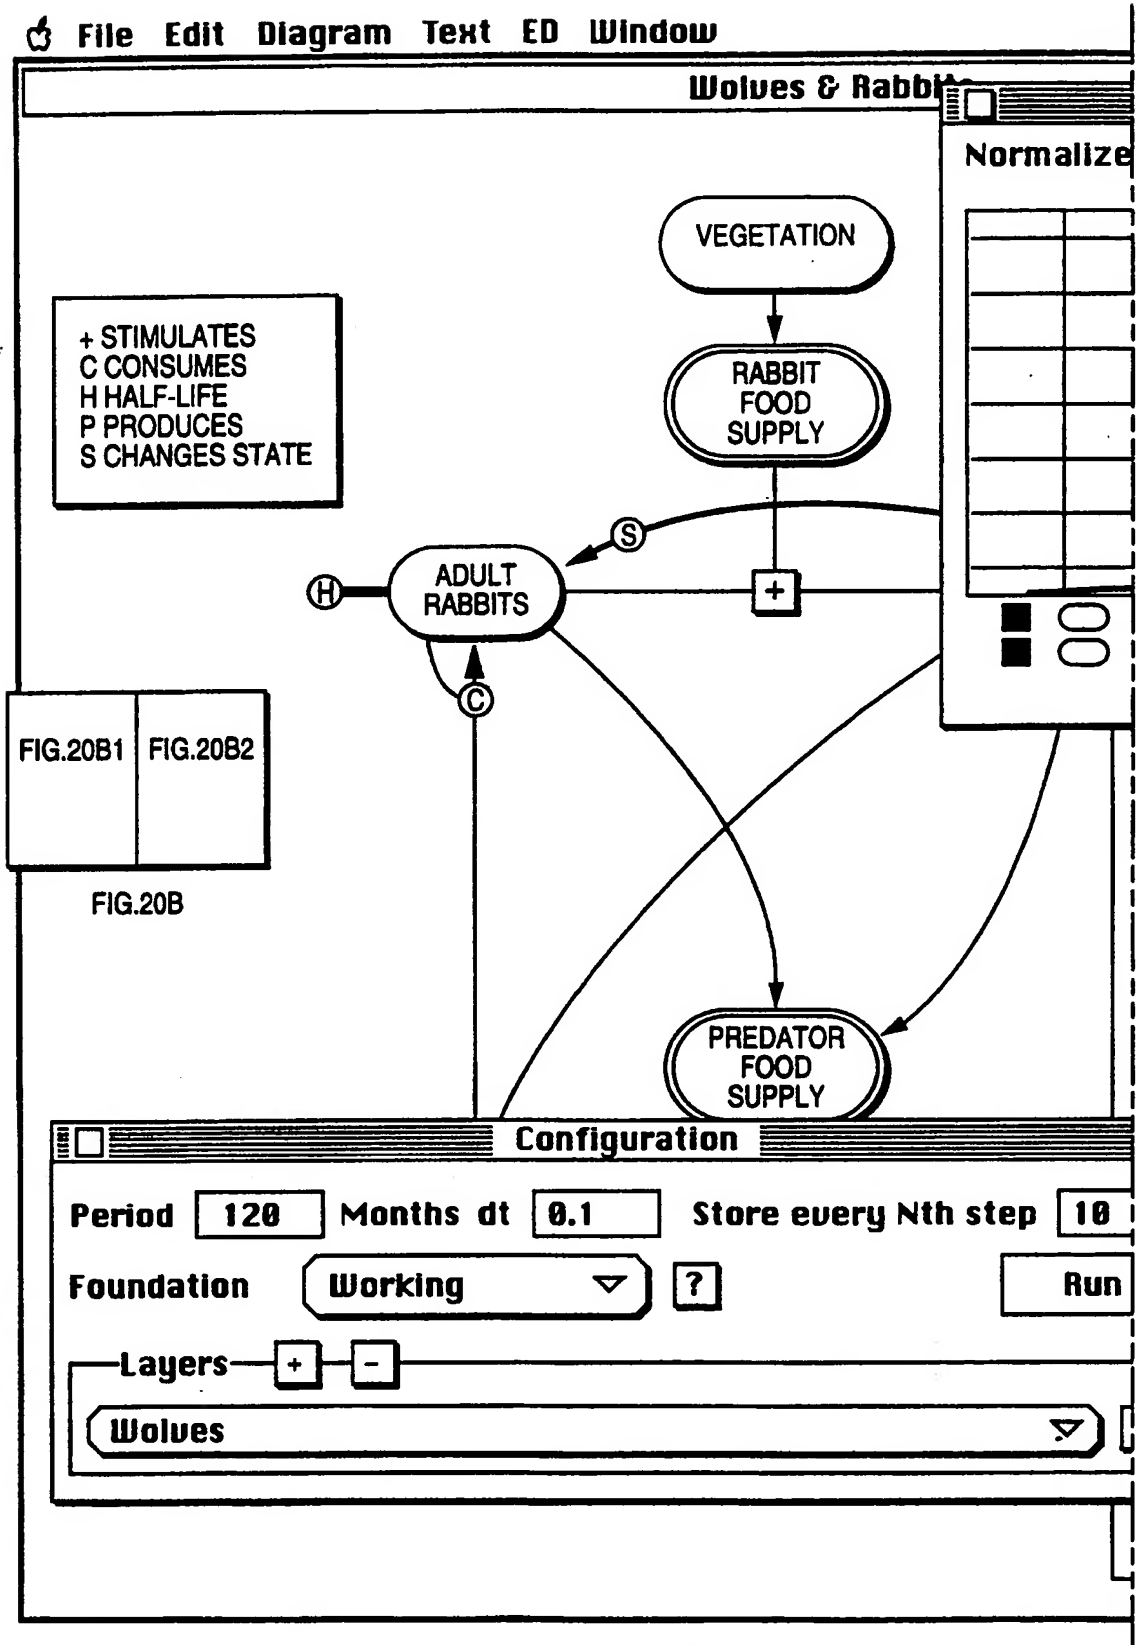 File Edit Diagram Text ED Window
Wolves & Rabbits
Normalize
VEGETATION
+ STIMULATES
C CONSUMES
H HALF-LIFE
P PRODUCES
S CHANGES STATE
RABBIT
FOOD
SUPPLY
S
H
ADULT
RABBITS
+
C
FIG.20B1 FIG.20B2
FIG.20B
PREDATOR
FOOD
SUPPLY
Configuration
Period 120 Months dt 0.1 Store every Nth step 10
Foundation Working ? Run
Layers + -
Wolves